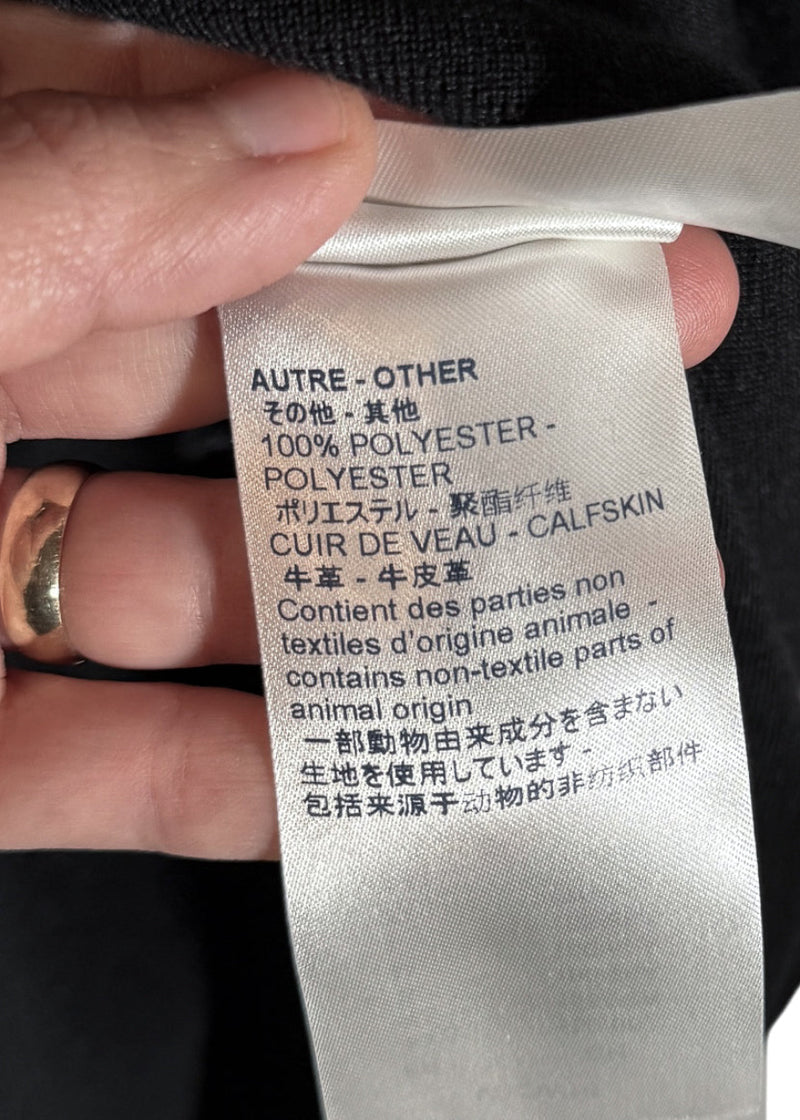 AUTRE - OTHER
その他 - 其他
100% POLYESTER -
POLYESTER
ポリエステル - 聚酯纤维
CUIR DE VEAU - CALFSKIN
牛革 - 牛皮革
Contient des parties non
textiles d'origine animale -
contains non-textile parts of
animal origin
一部動物由来成分を含まない
生地を使用しています -
包括来源于动物的非纺织部件